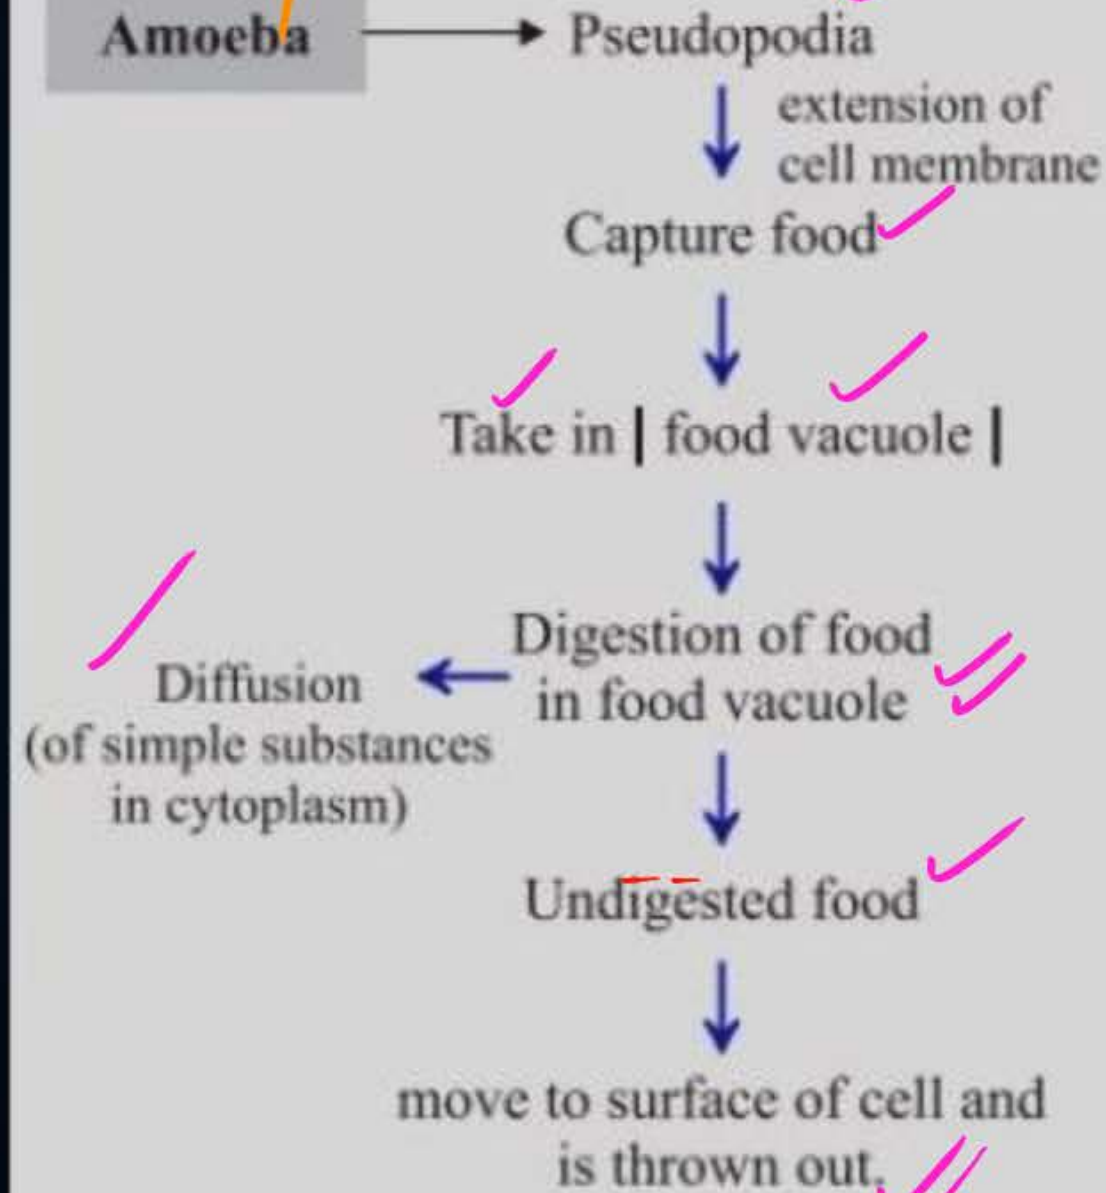 Amoeba
Pseudopodia
extension of
cell membrane
Capture food
Take in | food vacuole |
Digestion of food
in food vacuole
Diffusion
(of simple substances
in cytoplasm)
Undigested food
move to surface of cell and
is thrown out.